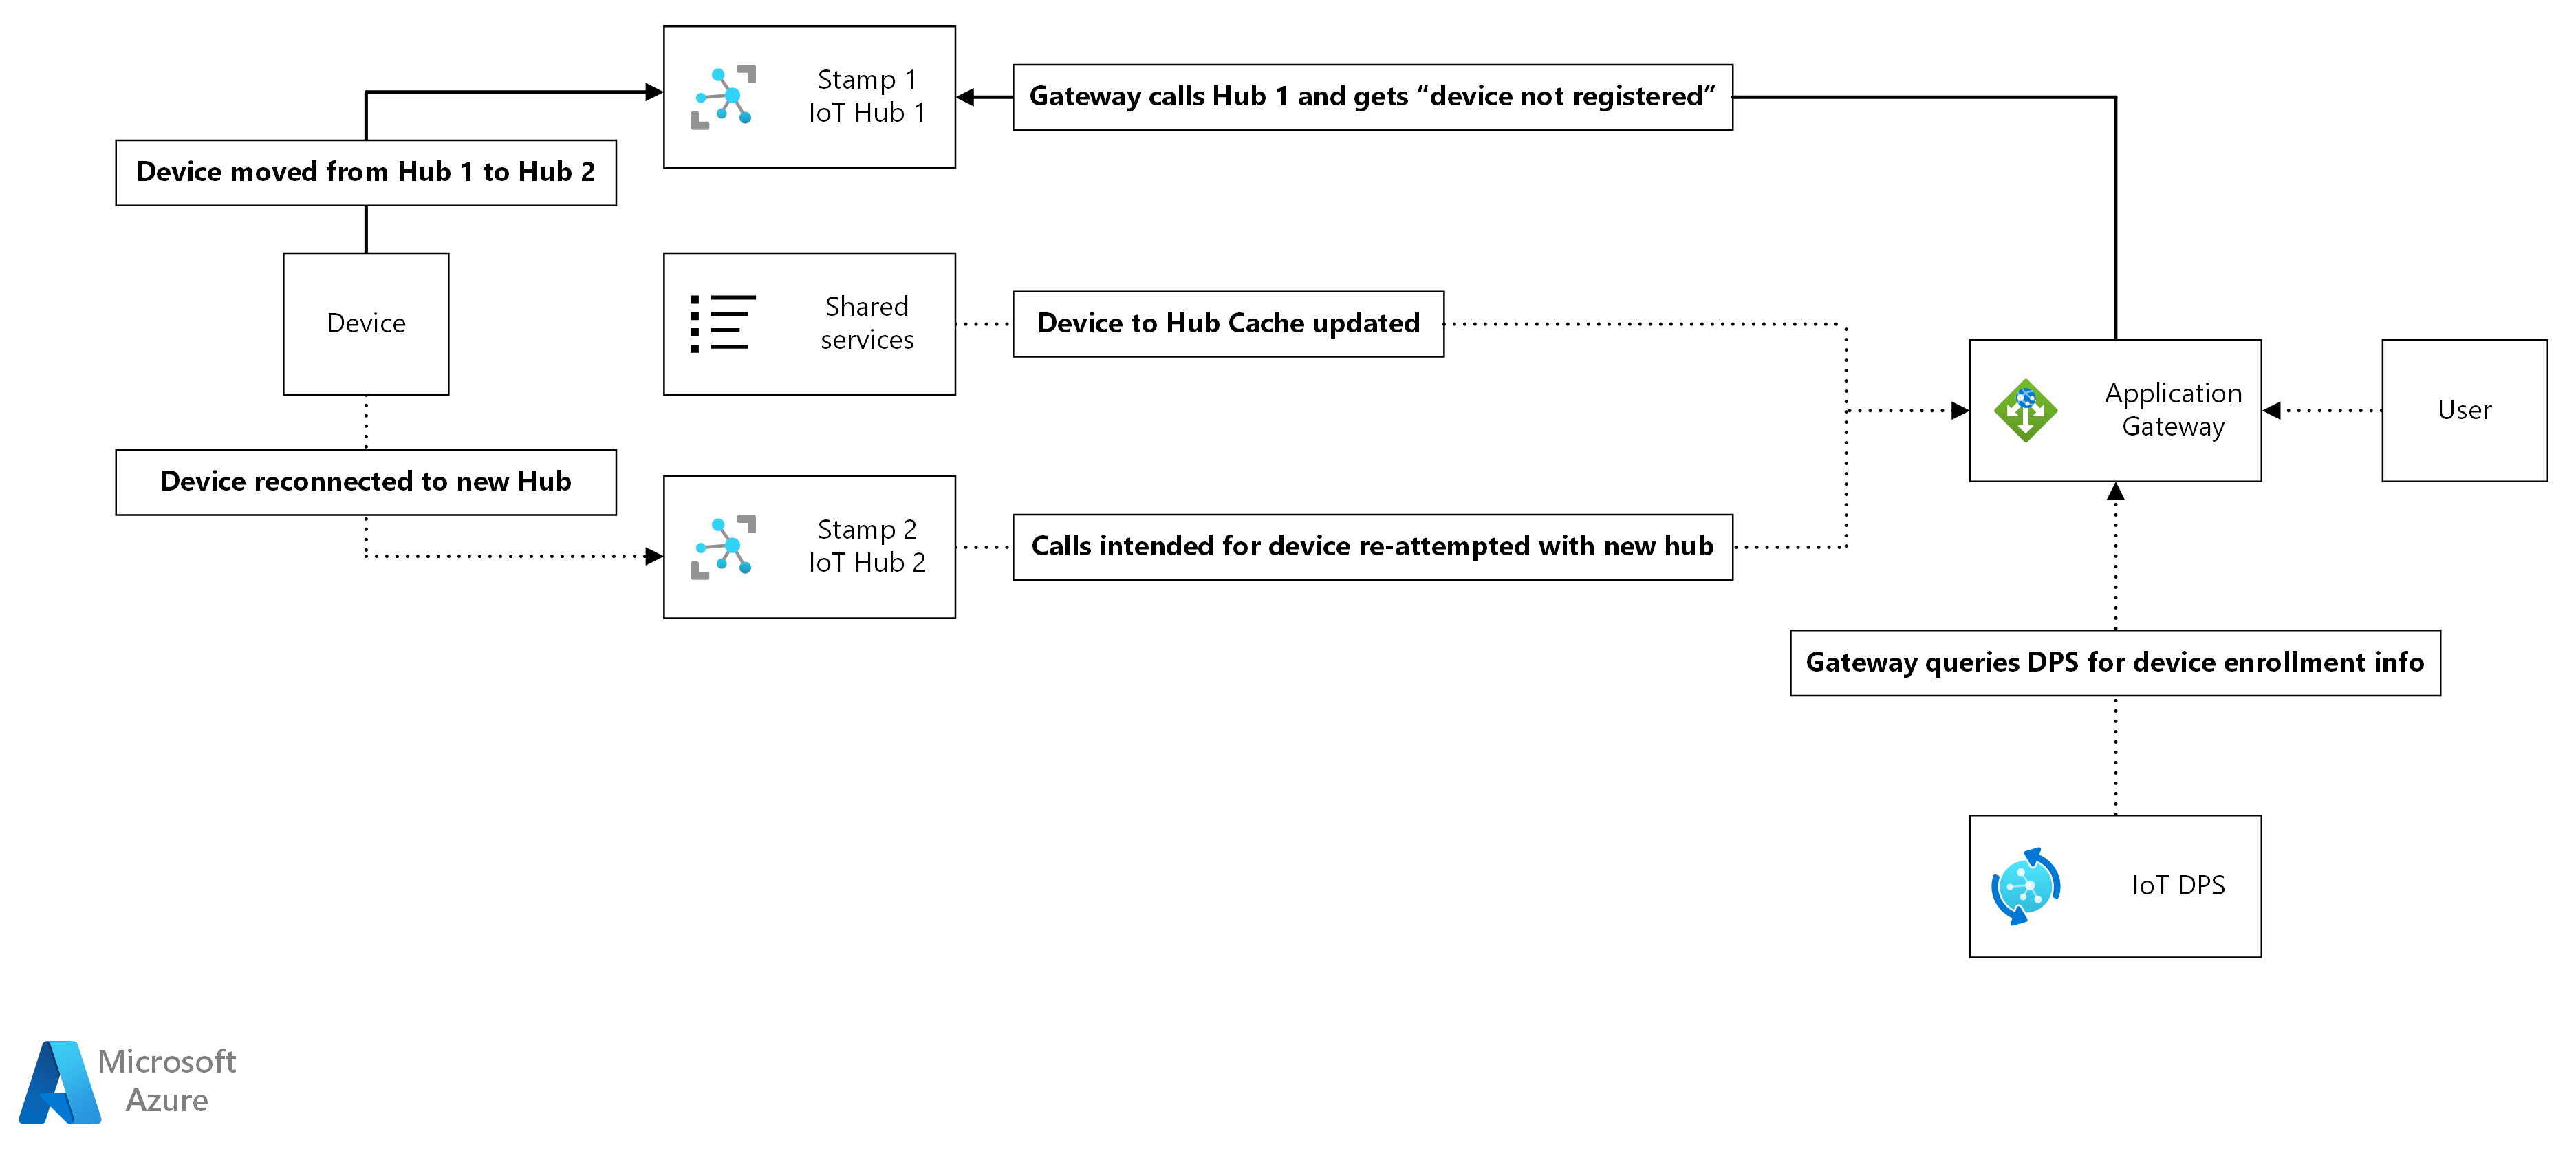 Stamp 1
IoT Hub 1
Gateway calls Hub 1 and gets “device not registered”
Device moved from Hub 1 to Hub 2
Device
Shared
services
Device to Hub Cache updated
Application
Gateway
User
Device reconnected to new Hub
Stamp 2
IoT Hub 2
Calls intended for device re-attempted with new hub
Gateway queries DPS for device enrollment info
IoT DPS
Microsoft
Azure